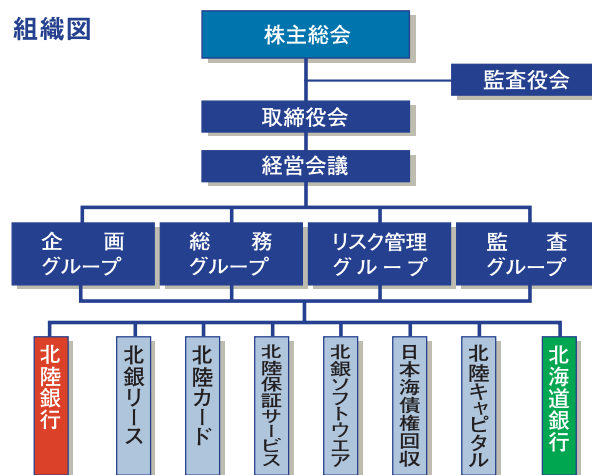 組織図
株主総会
監査役会
取締役会
経営会議
企画
グループ
総務
グループ
リスク管理
グループ
監査
グループ
北陸銀行
北銀リース
北陸カード
北陸保証サービス
北銀ソフトウエア
日本海債権回収
北陸キャピタル
北海道銀行